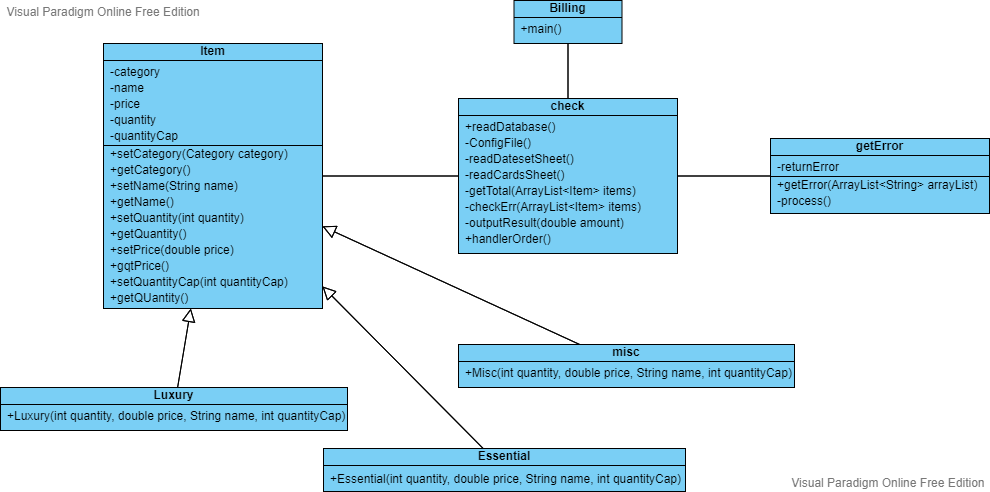 Visual Paradigm Online Free Edition
Billing
+main()
Item
-category
-name
-price
-quantity
-quantityCap
+setCategory(Category category)
+getCategory()
+setName(String name)
+getName()
+setQuantity(int quantity)
+getQuantity()
+setPrice(double price)
+gqtPrice()
+setQuantityCap(int quantityCap)
+getQUantity()
check
+readDatabase()
-ConfigFile()
-readDatesetSheet()
-readCardsSheet()
-getTotal(ArrayList<Item> items)
-checkErr(ArrayList<Item> items)
-outputResult(double amount)
+handlerOrder()
getError
-returnError
+getError(ArrayList<String> arrayList)
-process()
misc
+Misc(int quantity, double price, String name, int quantityCap)
Luxury
+Luxury(int quantity, double price, String name, int quantityCap)
Essential
+Essential(int quantity, double price, String name, int quantityCap)
Visual Paradigm Online Free Edition